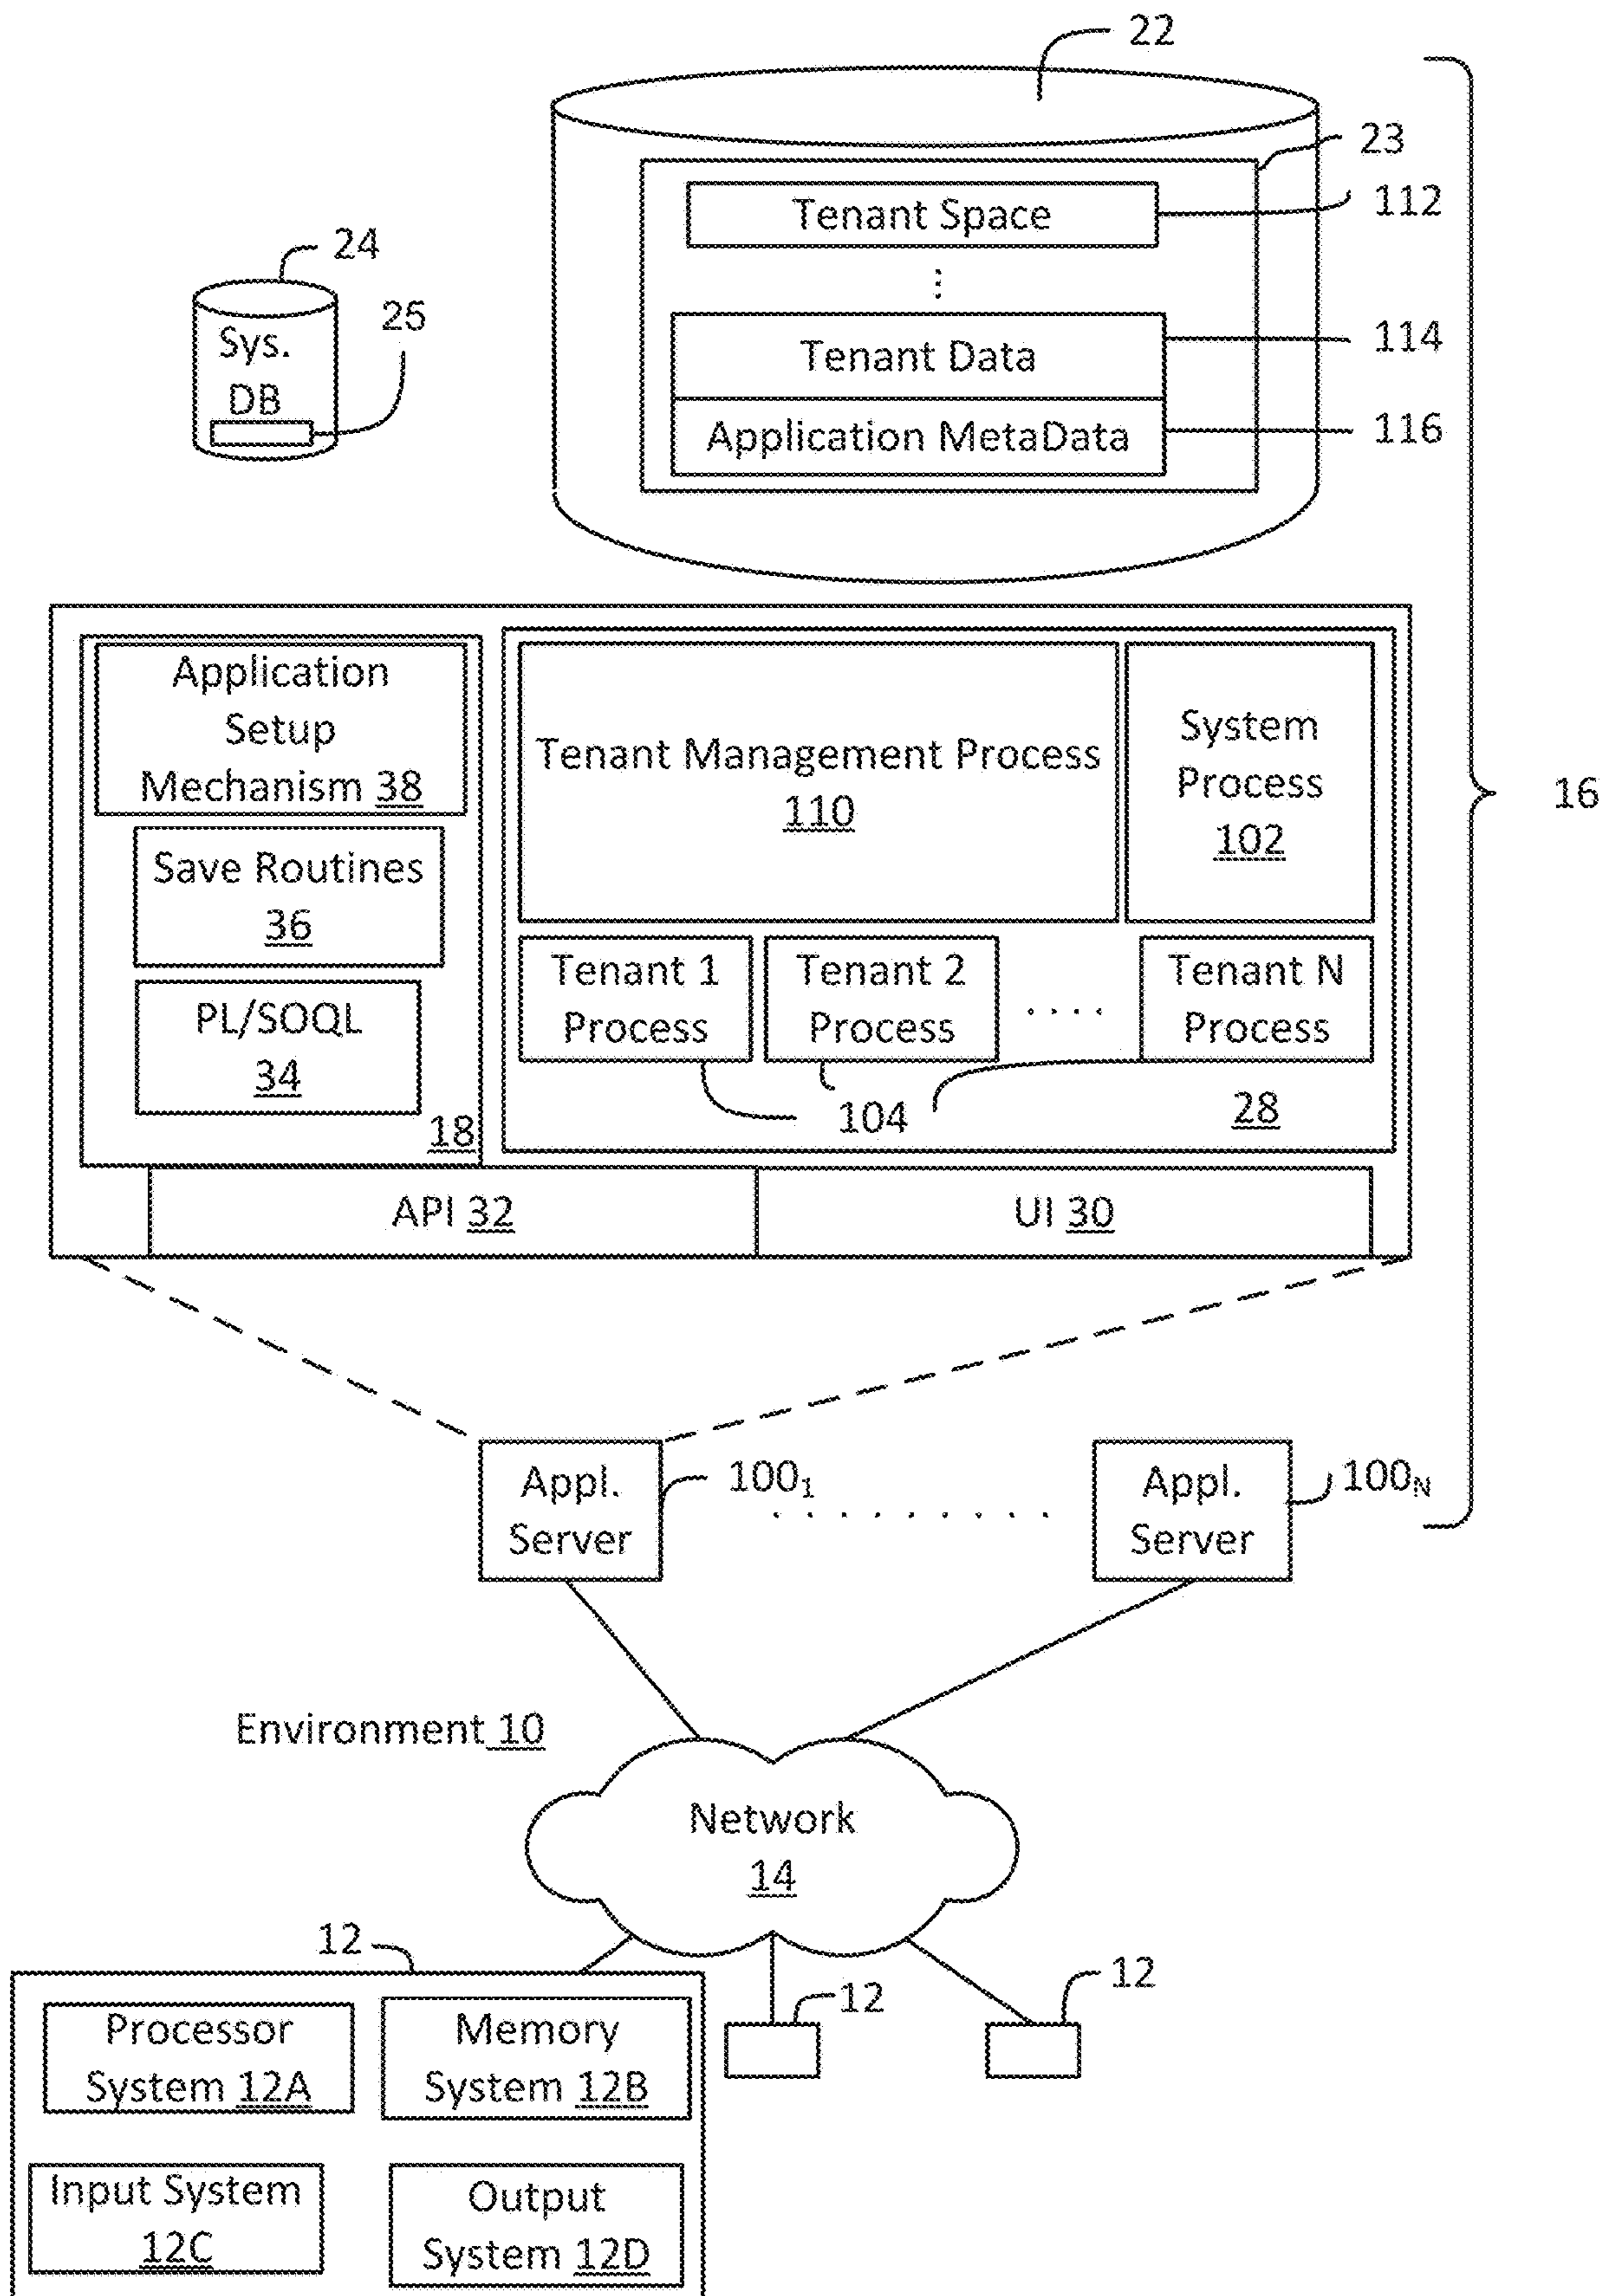 22
23
Tenant Space
112
24
25
Sys.
DB
Tenant Data
114
Application MetaData
116
Application
Setup
Mechanism 38
Tenant Management Process
110
System
Process
102
16
Save Routines
36
Tenant 1
Process
Tenant 2
Process
Tenant N
Process
PL/SOQL
34
104
28
18
API 32
UI 30
Appl.
Server
100₁
Appl.
Server
100N
Environment 10
Network
14
12
12
12
Processor
System 12A
Memory
System 12B
Input System
12C
Output
System 12D